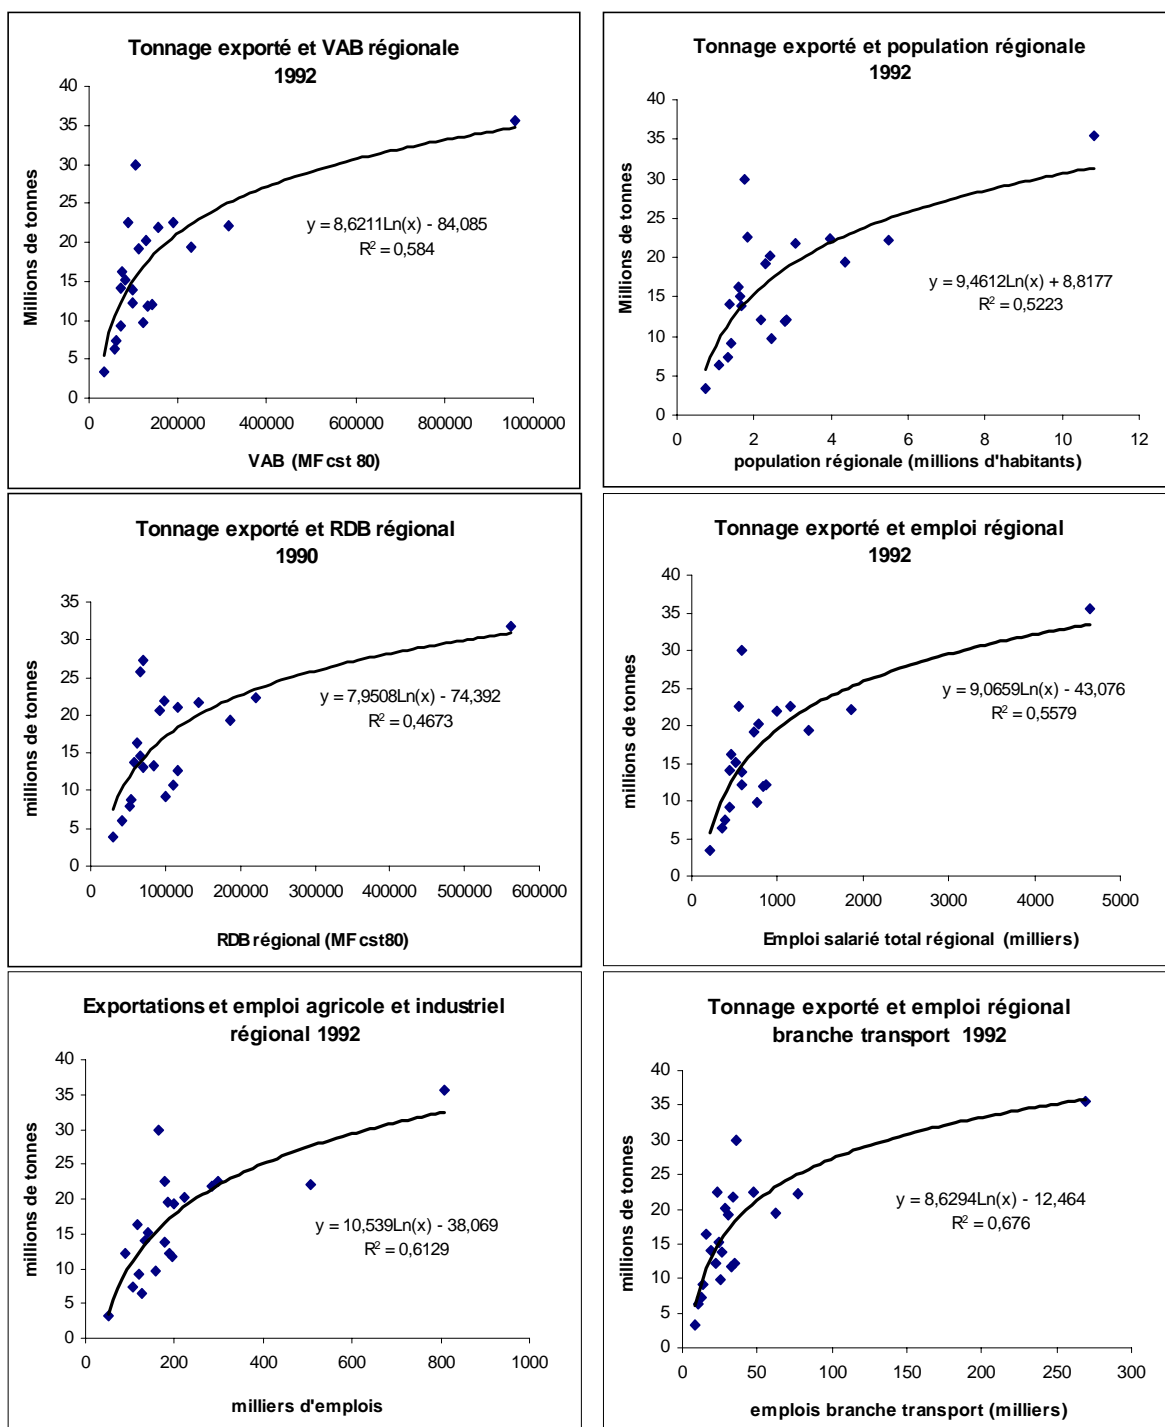 Tonnage exporté et VAB régionale
1992
Millions de tonnes
40
35
30
25
20
15
10
5
0
y = 8,6211Ln(x) - 84,085
R² = 0,584
0 200000 400000 600000 800000 1000000
VAB (MF cst 80)
Tonnage exporté et population régionale
1992
Millions de tonnes
40
35
30
25
20
15
10
5
0
y = 9,4612Ln(x) + 8,8177
R² = 0,5223
0 2 4 6 8 10 12
population régionale (millions d'habitants)
Tonnage exporté et RDB régional
1990
millions de tonnes
35
30
25
20
15
10
5
0
y = 7,9508Ln(x) - 74,392
R² = 0,4673
0 100000 200000 300000 400000 500000 600000
RDB régional (MF cst80)
Tonnage exporté et emploi régional
1992
millions de tonnes
40
35
30
25
20
15
10
5
0
y = 9,0659Ln(x) - 43,076
R² = 0,5579
0 1000 2000 3000 4000 5000
Emploi salarié total régional (milliers)
Exportations et emploi agricole et industriel
régional 1992
millions de tonnes
40
35
30
25
20
15
10
5
0
y = 10,539Ln(x) - 38,069
R² = 0,6129
0 200 400 600 800 1000
milliers d'emplois
Tonnage exporté et emploi régional
branche transport 1992
millions de tonnes
40
35
30
25
20
15
10
5
0
y = 8,6294Ln(x) - 12,464
R² = 0,676
0 50 100 150 200 250 300
emplois branche transport (milliers)